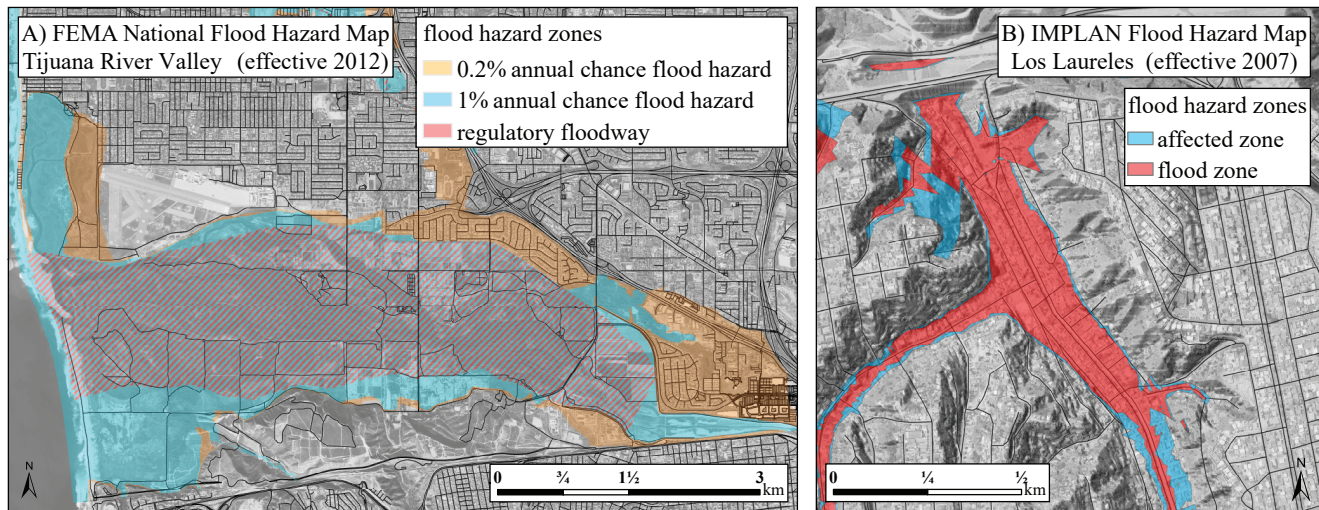 A) FEMA National Flood Hazard Map
Tijuana River Valley (effective 2012)
flood hazard zones
0.2% annual chance flood hazard
1% annual chance flood hazard
regulatory floodway
N
0 ¾ 1½ 3
km
B) IMPLAN Flood Hazard Map
Los Laureles (effective 2007)
flood hazard zones
affected zone
flood zone
0 ¼ ½
km
N